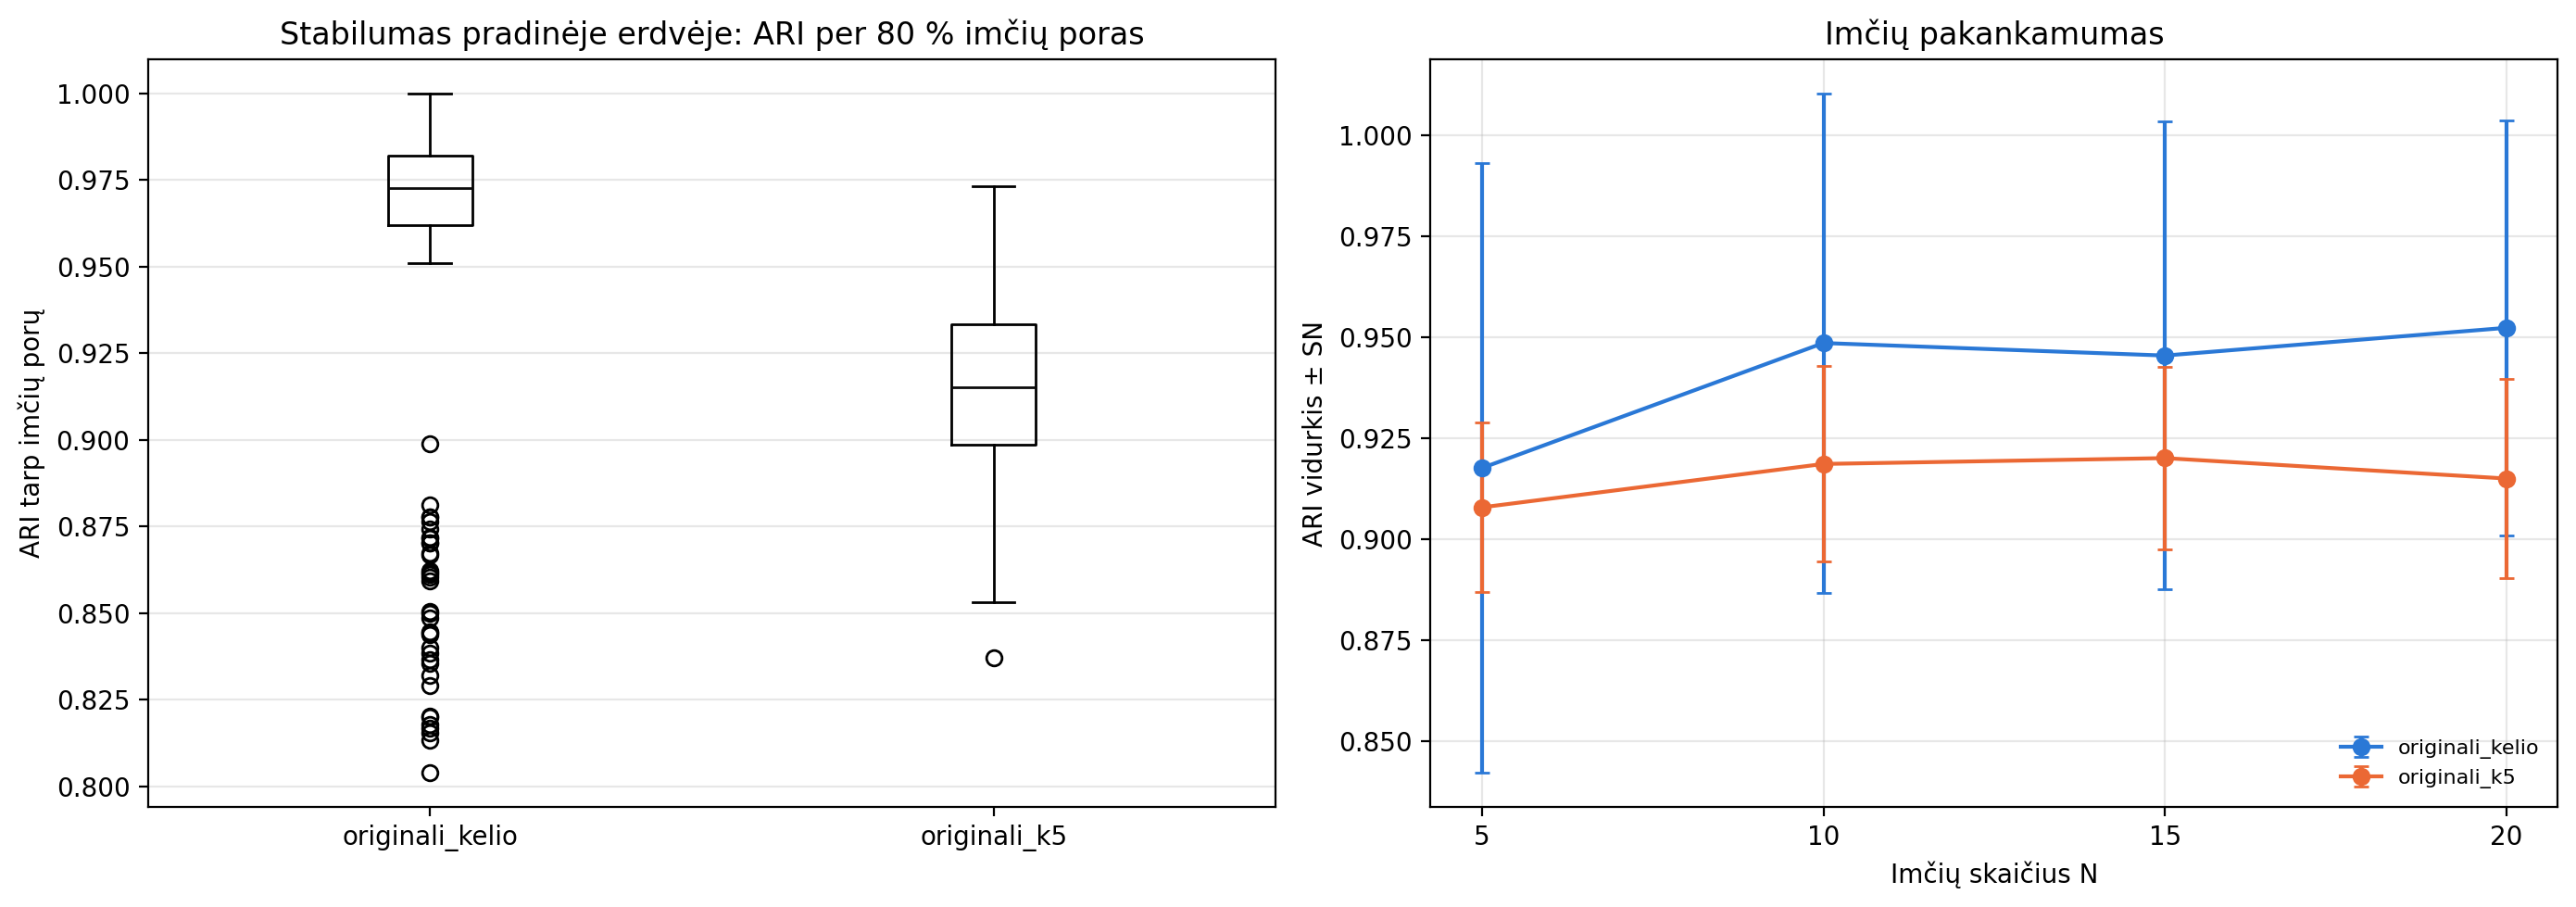 Stabilumas pradinėje erdvėje: ARI per 80 % imčių poras
ARI tarp imčių porų
1.000
0.975
0.950
0.925
0.900
0.875
0.850
0.825
0.800
originali_kelio
originali_k5
Imčių pakankamumas
ARI vidurkis ± SN
1.000
0.975
0.950
0.925
0.900
0.875
0.850
originali_kelio
originali_k5
5
10
15
20
Imčių skaičius N